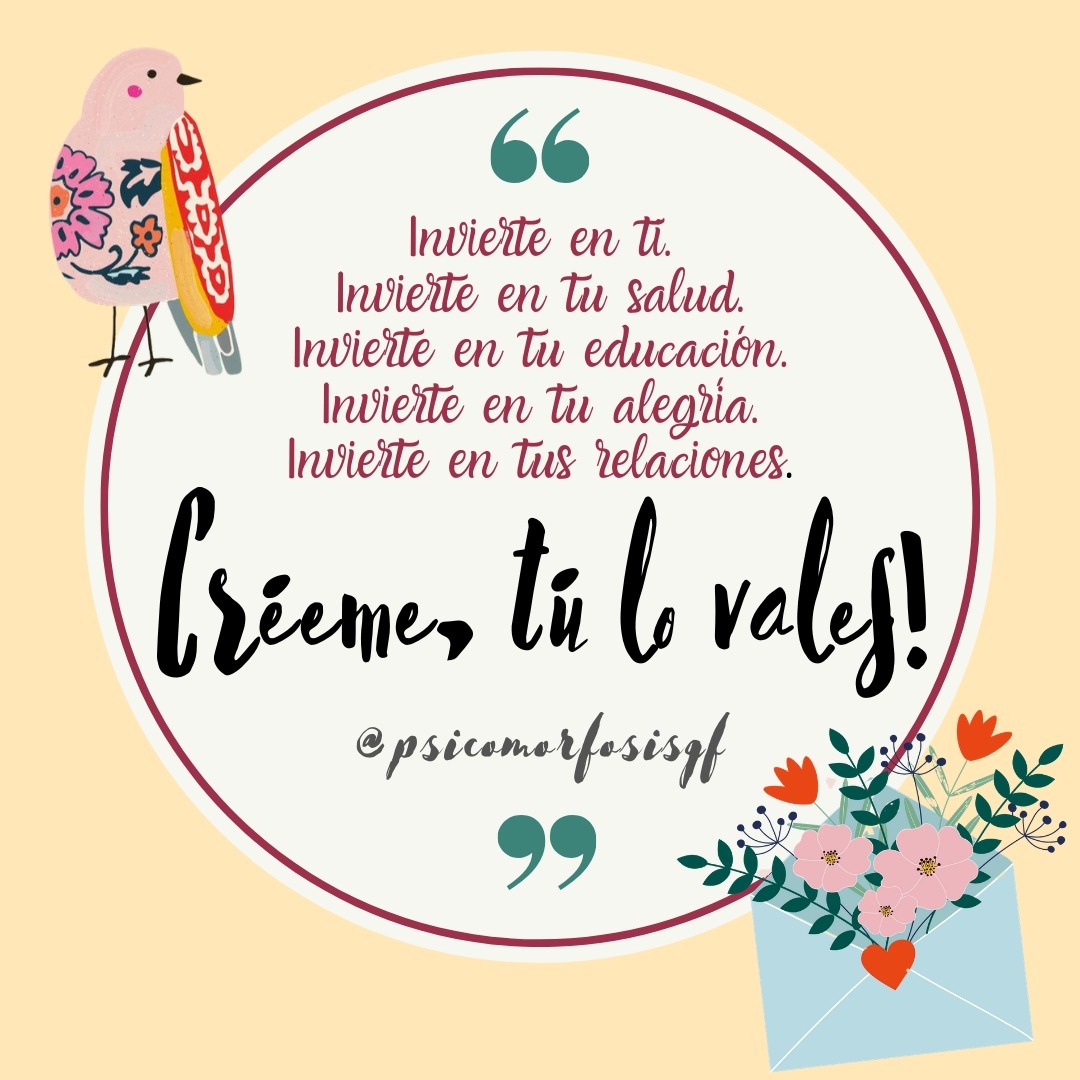 Invierte en ti.
Invierte en tu salud.
Invierte en tu educación.
Invierte en tu alegría.
Invierte en tus relaciones.
Créeme, tú lo vales!
@psicomorfosisgf